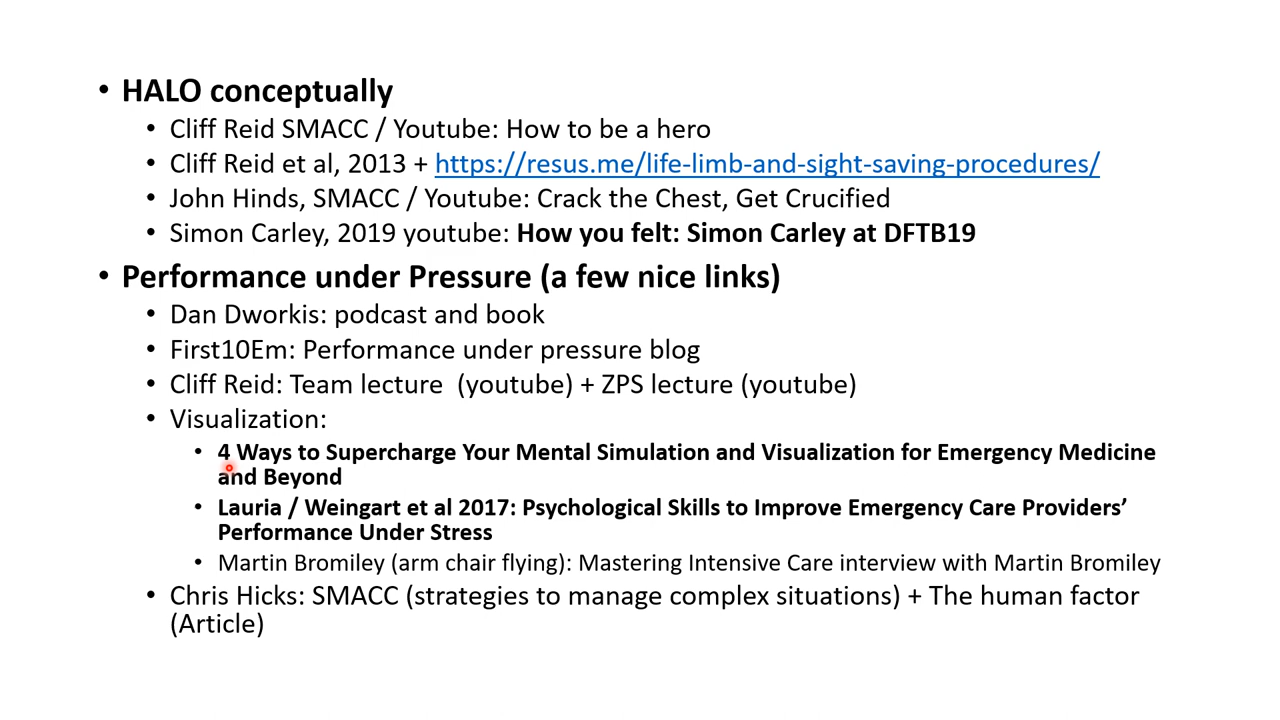 • HALO conceptually
• Cliff Reid SMACC / Youtube: How to be a hero
• Cliff Reid et al, 2013 + https://resus.me/life-limb-and-sight-saving-procedures/
• John Hinds, SMACC / Youtube: Crack the Chest, Get Crucified
• Simon Carley, 2019 youtube: How you felt: Simon Carley at DFTB19
• Performance under Pressure (a few nice links)
• Dan Dworkis: podcast and book
• First10Em: Performance under pressure blog
• Cliff Reid: Team lecture  (youtube) + ZPS lecture (youtube)
• Visualization:
• 4 Ways to Supercharge Your Mental Simulation and Visualization for Emergency Medicine
and Beyond
• Lauria / Weingart et al 2017: Psychological Skills to Improve Emergency Care Providers’
Performance Under Stress
• Martin Bromiley (arm chair flying): Mastering Intensive Care interview with Martin Bromiley
• Chris Hicks: SMACC (strategies to manage complex situations) + The human factor
(Article)